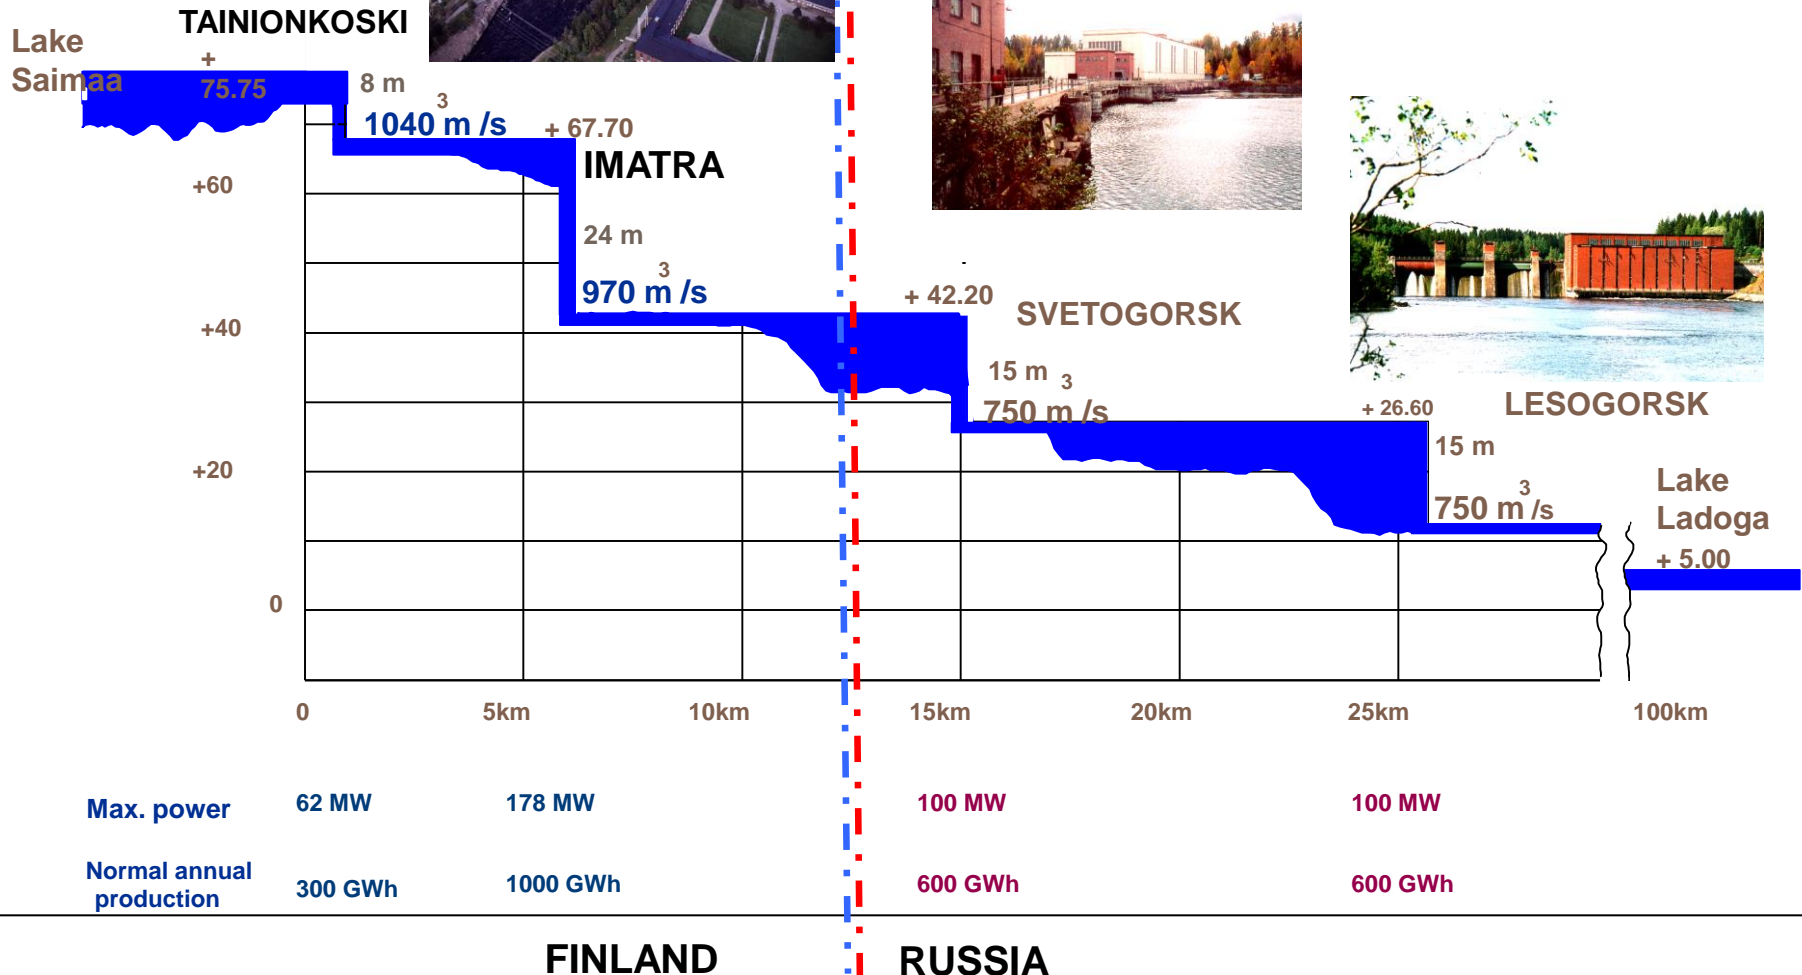 TAINIONKOSKI
Lake
Saimaa
+
75.75
8 m
1040 m³/s
+ 67.70
IMATRA
+60
24 m
970 m³/s
+ 42.20
SVETOGORSK
+40
15 m
750 m³/s
+ 26.60
LESOGORSK
15 m
+20
750 m³/s
Lake
Ladoga
+ 5.00
0
0 5km 10km 15km 20km 25km 100km
Max. power 62 MW 178 MW 100 MW 100 MW
Normal annual
production 300 GWh 1000 GWh 600 GWh 600 GWh
FINLAND RUSSIA